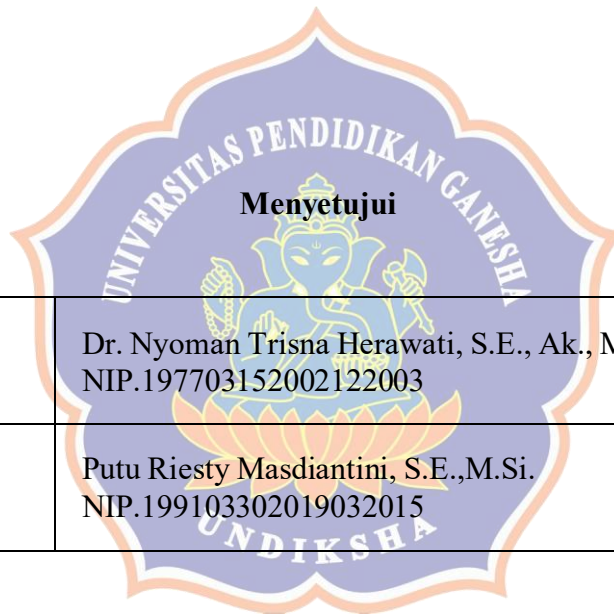 UNIVERSITAS PENDIDIKAN GANESHA
Menyetujui
Dr. Nyoman Trisna Herawati, S.E., Ak., M
NIP.197703152002122003
Putu Riesty Masdiantini, S.E.,M.Si.
NIP.199103302019032015
UNDIKSHA